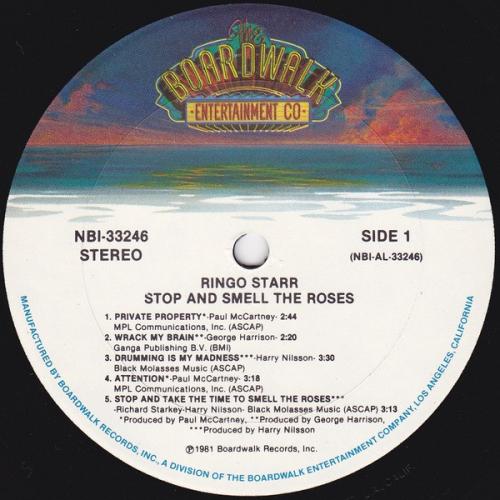 The
BOARDWALK
ENTERTAINMENT CO
NBI-33246
STEREO
SIDE 1
(NBI-AL-33246)
RINGO STARR
STOP AND SMELL THE ROSES
1. PRIVATE PROPERTY*-Paul McCartney- 2:44
MPL Communications, Inc. (ASCAP)
2. WRACK MY BRAIN**-George Harrison- 2:20
Ganga Publishing B.V. (BMI)
3. DRUMMING IS MY MADNESS***-Harry Nilsson- 3:30
Black Molasses Music (ASCAP)
4. ATTENTION*-Paul McCartney- 3:18
MPL Communications, Inc. (ASCAP)
5. STOP AND TAKE THE TIME TO SMELL THE ROSES***
-Richard Starkey-Harry Nilsson- Black Molasses Music (ASCAP) 3:13
*Produced by Paul McCartney, **Produced by George Harrison,
***Produced by Harry Nilsson
℗1981 Boardwalk Records, Inc.
MANUFACTURED BY BOARDWALK RECORDS, INC., A DIVISION OF THE BOARDWALK ENTERTAINMENT COMPANY, LOS ANGELES, CALIFORNIA